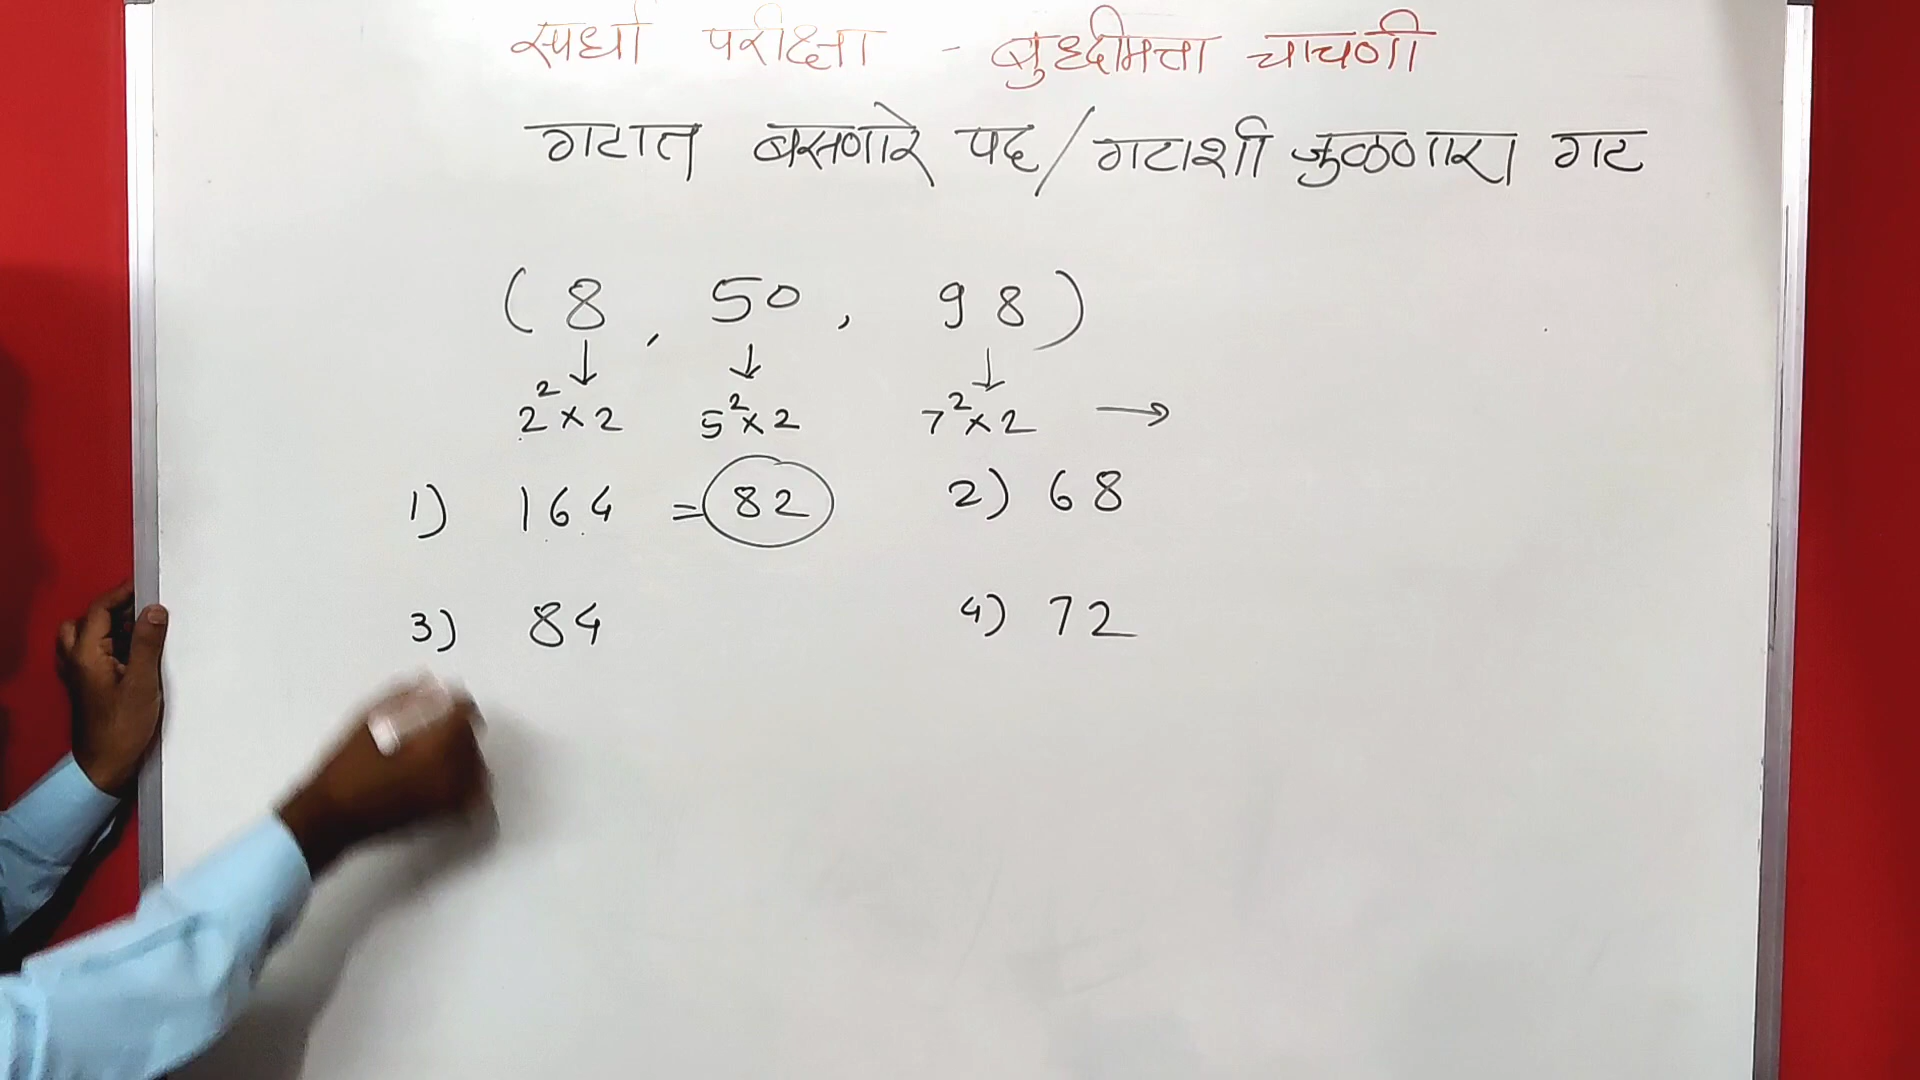 स्पर्धा परीक्षा - बुध्दीमत्ता चाचणी
गटात बसणारे पद/गटाशी जुळणारा गट
(8, 50, 98)
↓ ↓ ↓
2²×2 5²×2 7²×2 →
1) 164 = 82 2) 68
3) 84 4) 72